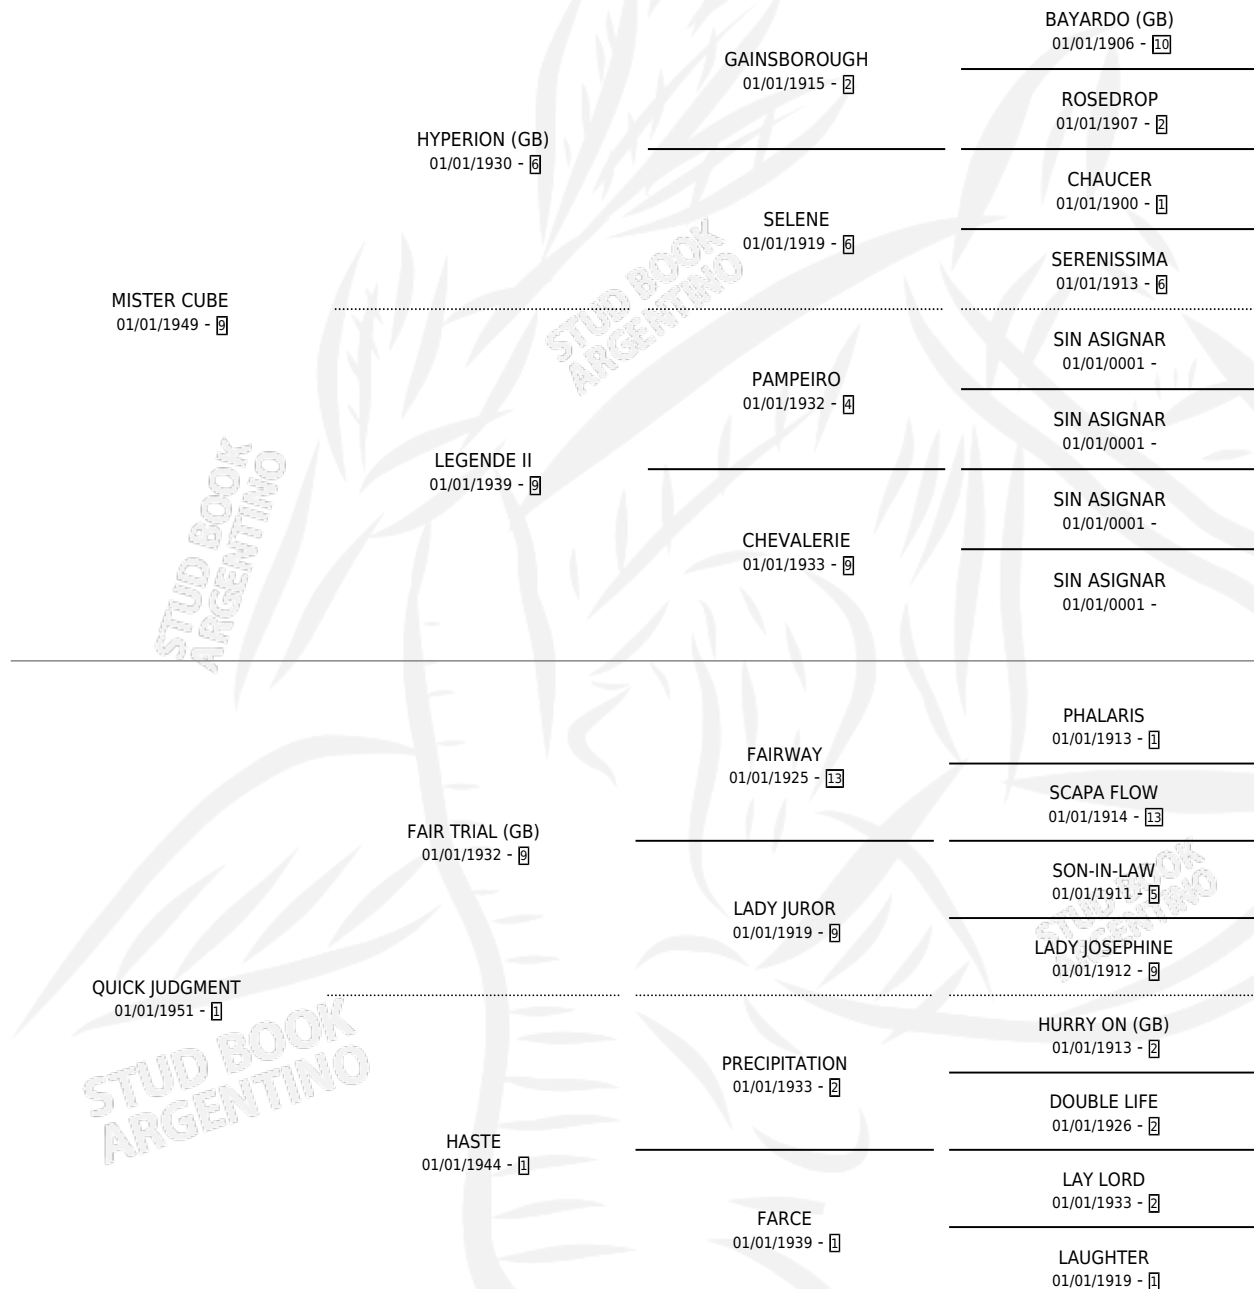 BAYARDO (GB)
01/01/1906 - 10
GAINSBOROUGH
01/01/1915 - 2
ROSEDROP
01/01/1907 - 2
HYPERION (GB)
01/01/1930 - 6
CHAUCER
01/01/1900 - 1
SELENE
01/01/1919 - 6
SERENISSIMA
01/01/1913 - 6
MISTER CUBE
01/01/1949 - 9
SIN ASIGNAR
01/01/0001 -
PAMPEIRO
01/01/1932 - 4
SIN ASIGNAR
01/01/0001 -
LEGENDE II
01/01/1939 - 9
SIN ASIGNAR
01/01/0001 -
CHEVALERIE
01/01/1933 - 9
SIN ASIGNAR
01/01/0001 -
STUD BOOK
ARGENTINO
STUD BOOK
ARGENTINO
PHALARIS
01/01/1913 - 1
FAIRWAY
01/01/1925 - 13
SCAPA FLOW
01/01/1914 - 13
FAIR TRIAL (GB)
01/01/1932 - 9
SON-IN-LAW
01/01/1911 - 5
LADY JUROR
01/01/1919 - 9
LADY JOSEPHINE
01/01/1912 - 9
STUD BOOK
ARGENTINO
QUICK JUDGMENT
01/01/1951 - 1
HURRY ON (GB)
01/01/1913 - 2
PRECIPITATION
01/01/1933 - 2
DOUBLE LIFE
01/01/1926 - 2
HASTE
01/01/1944 - 1
LAY LORD
01/01/1933 - 2
FARCE
01/01/1939 - 1
LAUGHTER
01/01/1919 - 1
STUD BOOK
ARGENTINO